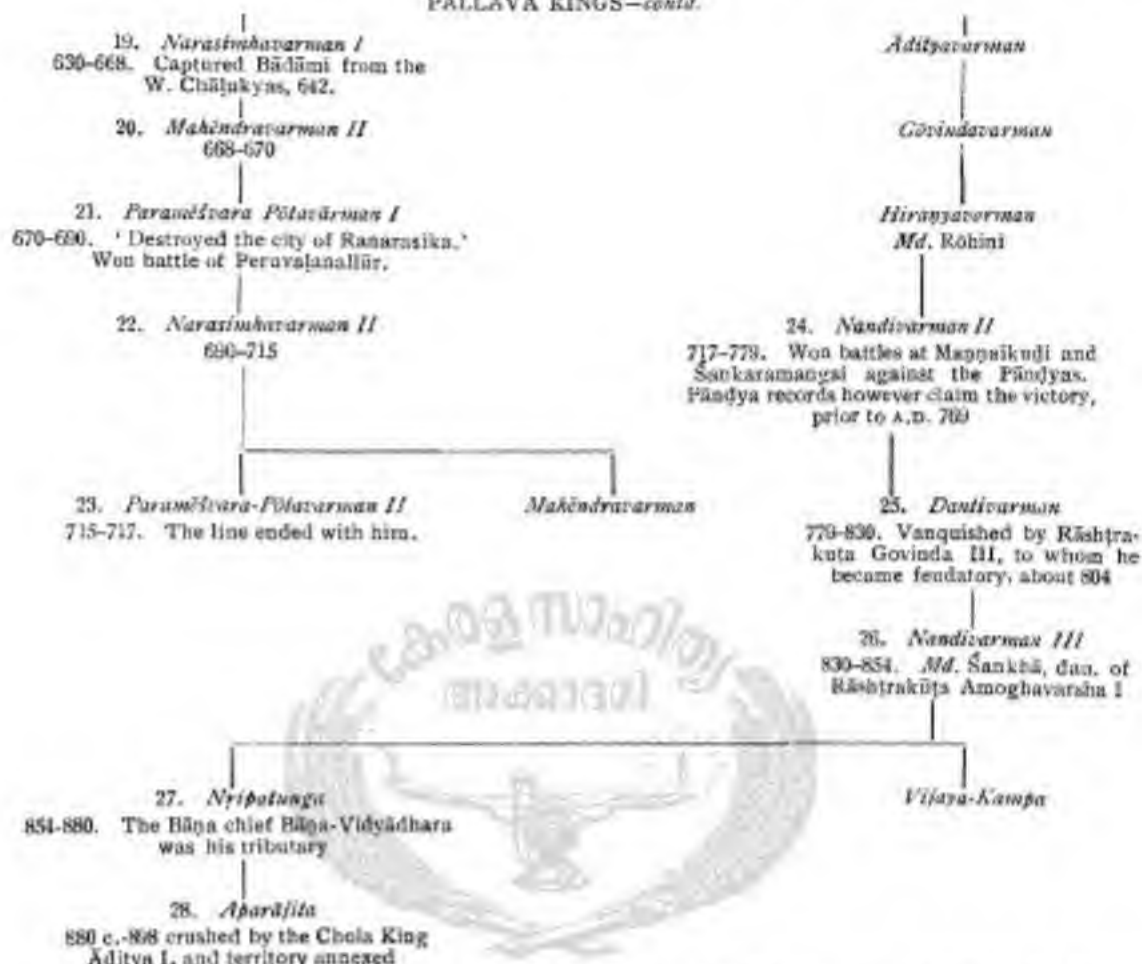 PALLAVA KINGS—contd.
19. Narasimhavarman I
630-668. Captured Bādāmi from the
W. Chāḷukyas, 642.
20. Mahēndravarman II
668-670
21. Paramēśvara Pōtavārman I
670-690. ' Destroyed the city of Raṇarasika.'
Won battle of Peruvaḷanallūr.
22. Narasimhavarman II
690-715
23. Paramēśvara-Pōtavarman II
715-717. The line ended with him.
Mahēndravarman
Ādityavarman
Gōvindavarman
Hiraṇyavarman
Md. Rōhiṇi
24. Nandivarman II
717-779. Won battles at Maṇṇaikuḍi and
Śankaramangai against the Pāṇḍyas.
Pāṇḍya records however claim the victory,
prior to A.D. 769
25. Dantivarman
779-830. Vanquished by Rāshṭra-
kuṭa Govinda III, to whom he
became feudatory, about 804
26. Nandivarman III
830-854. Md. Śankhā, dau. of
Rāshṭrakūṭa Amoghavarsha I
27. Nṛipatunga
854-880. The Bāṇa chief Bāṇa-Vidyādhara
was his tributary
Vijaya-Kampa
28. Aparājita
880 c.-898 crushed by the Chola King
Āditya I, and territory annexed